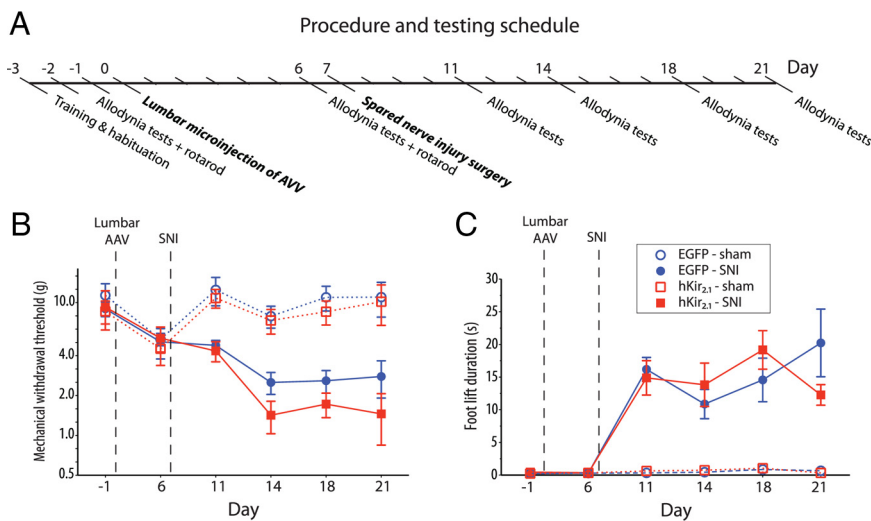 A
Procedure and testing schedule
-3 -2 -1 0 6 7 11 14 18 21 Day
Training & habituation
Allodynia tests + rotarod
Lumbar microinjection of AVV
Allodynia tests + rotarod
Spared nerve injury surgery
Allodynia tests
Allodynia tests
Allodynia tests
Allodynia tests
B
Lumbar
AAV
SNI
Mechanical withdrawal threshold (g)
10.0
4.0
2.0
1.0
0.5
-1 6 11 14 18 21
Day
C
Lumbar
AAV
SNI
EGFP - sham
EGFP - SNI
hKir2.1 - sham
hKir2.1 - SNI
Foot lift duration (s)
30
25
20
15
10
5
0
-1 6 11 14 18 21
Day